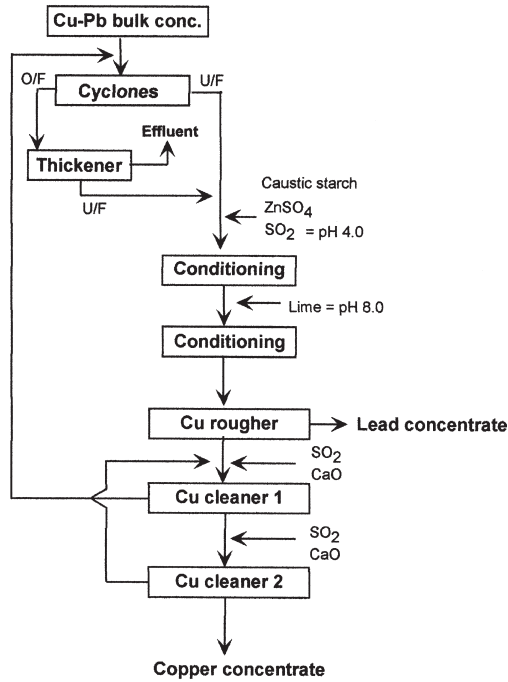 Cu-Pb bulk conc.
O/F
U/F
Cyclones
Effluent
Thickener
U/F
Caustic starch
ZnSO4
SO2 = pH 4.0
Conditioning
Lime = pH 8.0
Conditioning
Cu rougher
Lead concentrate
SO2
CaO
Cu cleaner 1
SO2
CaO
Cu cleaner 2
Copper concentrate